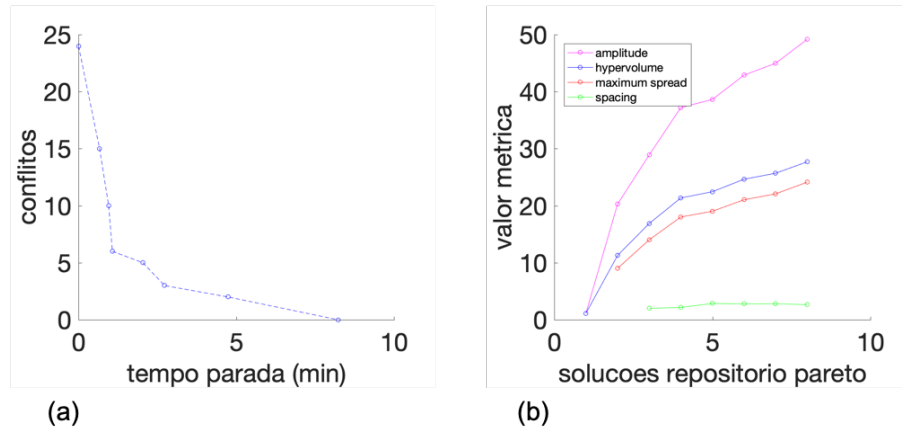 25
20
15
10
5
0
conflitos
0 5 10
tempo parada (min)
(a)
50
40
30
20
10
0
valor metrica
amplitude
hypervolume
maximum spread
spacing
0 5 10
solucoes repositorio pareto
(b)